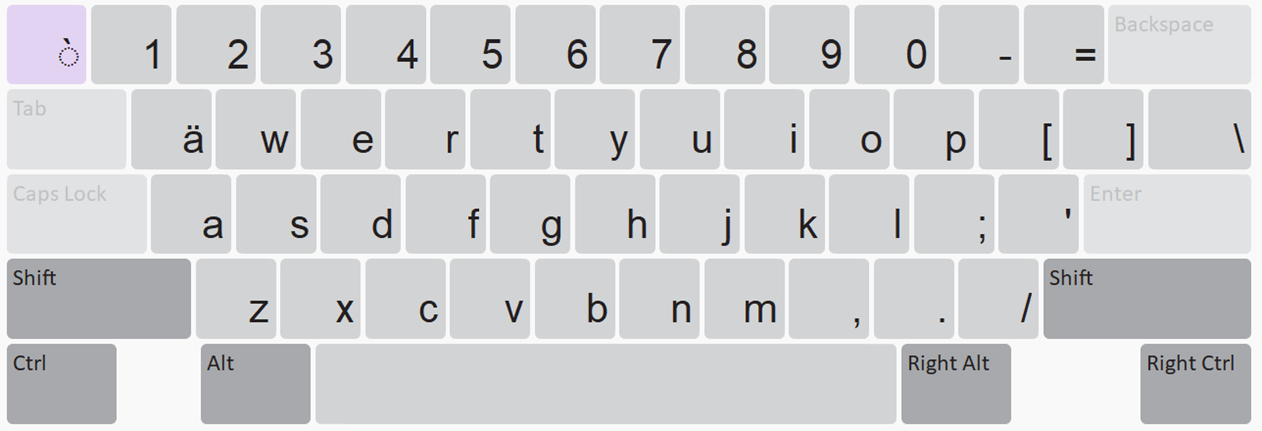 ◌̀ 1 2 3 4 5 6 7 8 9 0 - = Backspace
Tab ä w e r t y u i o p [ ] \
Caps Lock a s d f g h j k l ; ' Enter
Shift z x c v b n m , . / Shift
Ctrl Alt Right Alt Right Ctrl